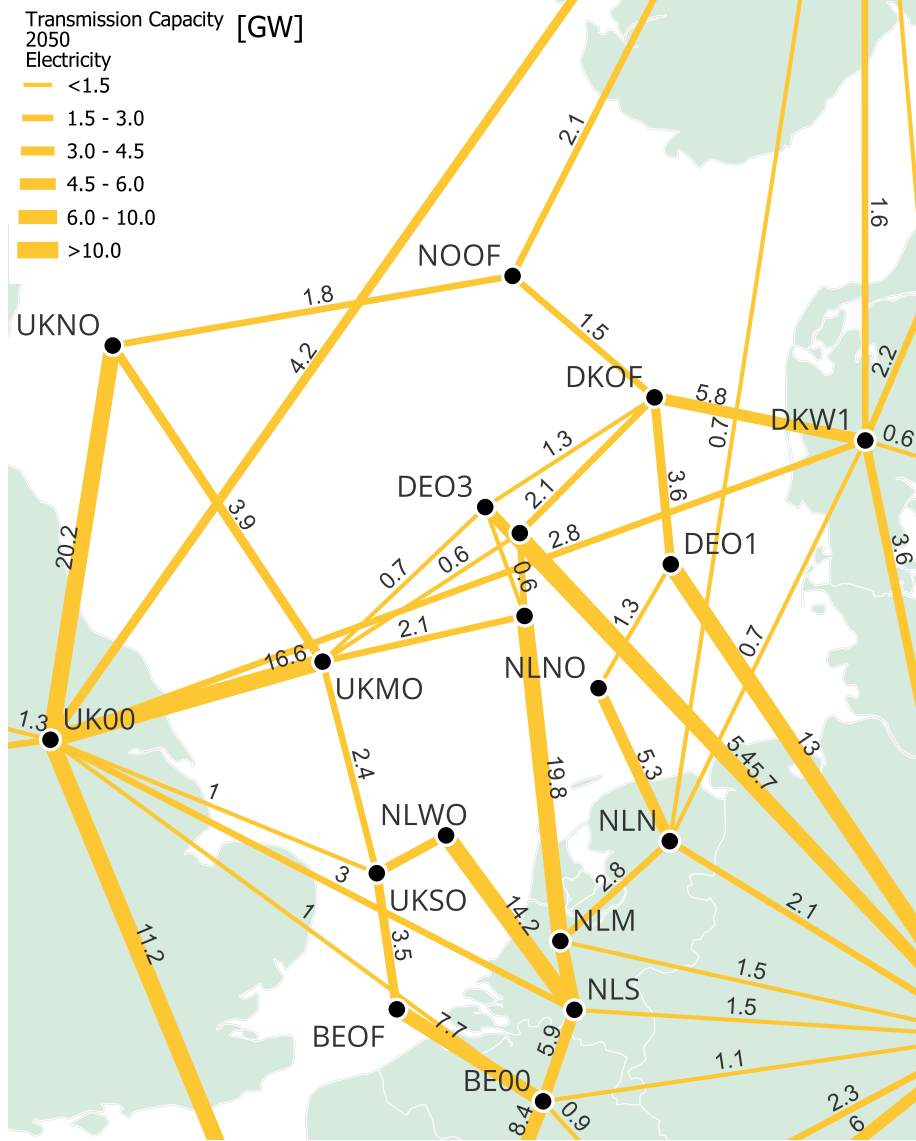 Transmission Capacity [GW]
2050
Electricity
<1.5
1.5 - 3.0
3.0 - 4.5
4.5 - 6.0
6.0 - 10.0
>10.0
2.1
1.6
NOOF
1.8
UKNO
1.5
4.2
2.2
DKOF
5.8
DKW1
0.7
0.6
1.3
DEO3
3.6
2.1
3.9
20.2
2.8
DEO1
3.6
0.6
0.7
0.6
1.3
2.1
0.7
16.6
NLNO
UKMO
1.3
UK00
13
5.4
5.7
5.3
2.4
19.8
1
NLWO
NLN
3
2.8
UKSO
2.1
1
14.2
NLM
11.2
3.5
1.5
NLS
1.5
7.7
BEOF
5.9
1.1
BE00
8.4
0.9
2.3
6